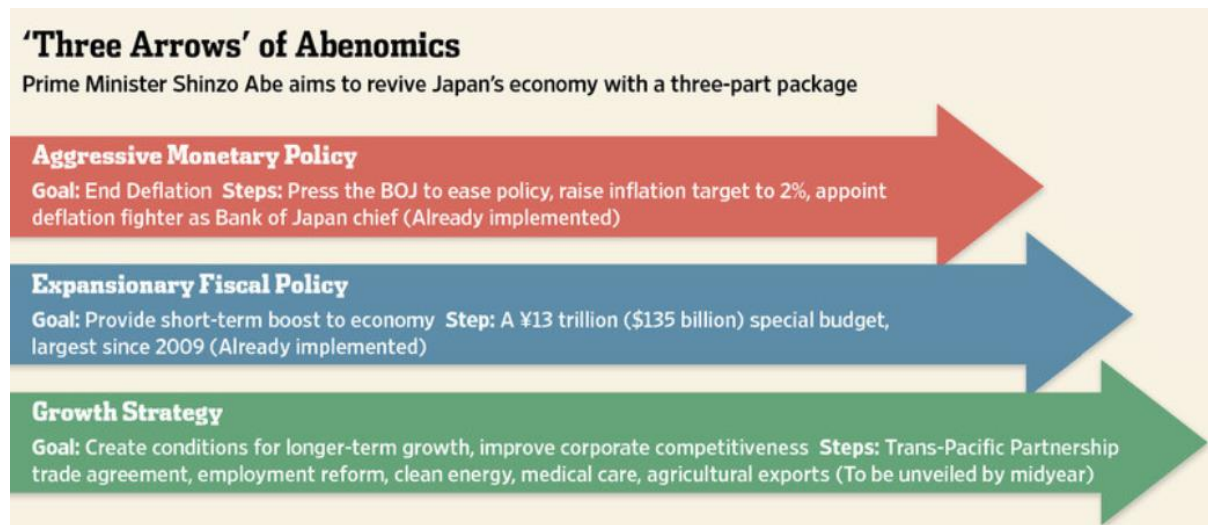 ‘Three Arrows’ of Abenomics
Prime Minister Shinzo Abe aims to revive Japan’s economy with a three-part package
Aggressive Monetary Policy
Goal: End Deflation Steps: Press the BOJ to ease policy, raise inflation target to 2%, appoint
deflation fighter as Bank of Japan chief (Already implemented)
Expansionary Fiscal Policy
Goal: Provide short-term boost to economy Step: A ¥13 trillion ($135 billion) special budget,
largest since 2009 (Already implemented)
Growth Strategy
Goal: Create conditions for longer-term growth, improve corporate competitiveness Steps: Trans-Pacific Partnership
trade agreement, employment reform, clean energy, medical care, agricultural exports (To be unveiled by midyear)